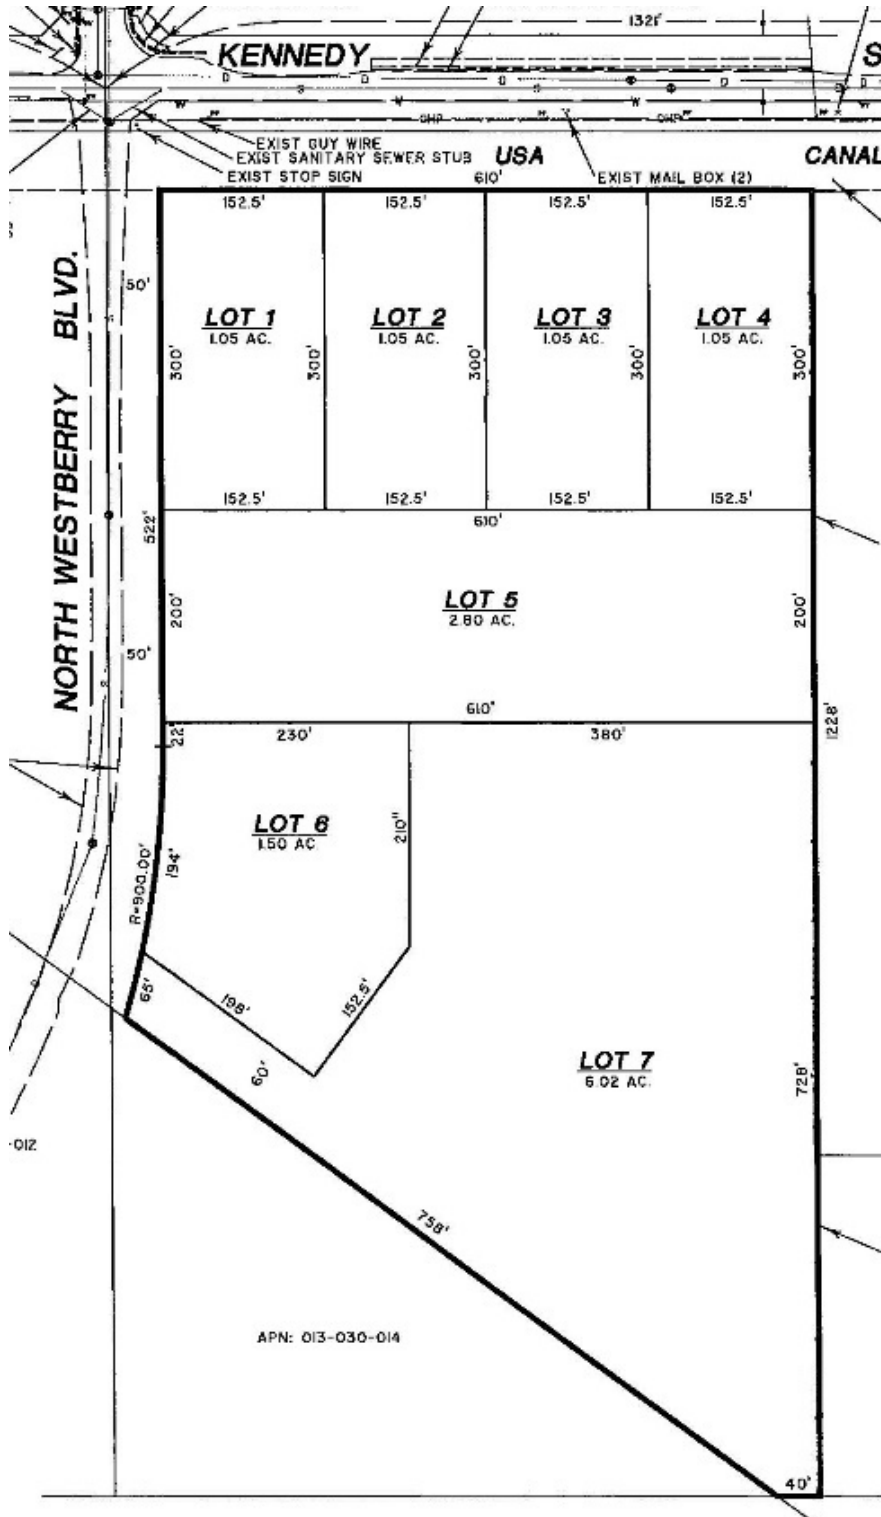 1321'
KENNEDY
S
EXIST GUY WIRE
EXIST SANITARY SEWER STUB
EXIST STOP SIGN
USA
CANAL
EXIST MAIL BOX (2)
610'
152.5'
152.5'
152.5'
152.5'
NORTH WESTBERRY BLVD.
50'
LOT 1
1.05 AC.
LOT 2
1.05 AC.
LOT 3
1.05 AC.
LOT 4
1.05 AC.
300'
300'
300'
300'
300'
152.5'
152.5'
152.5'
152.5'
522'
610'
LOT 5
2.80 AC.
200'
200'
50'
610'
22'
230'
380'
1228'
LOT 6
1.50 AC.
210"
R=900.00'
194'
65'
198'
152.5'
60'
LOT 7
6.02 AC.
728'
-012
758'
APN: 013-030-014
40'